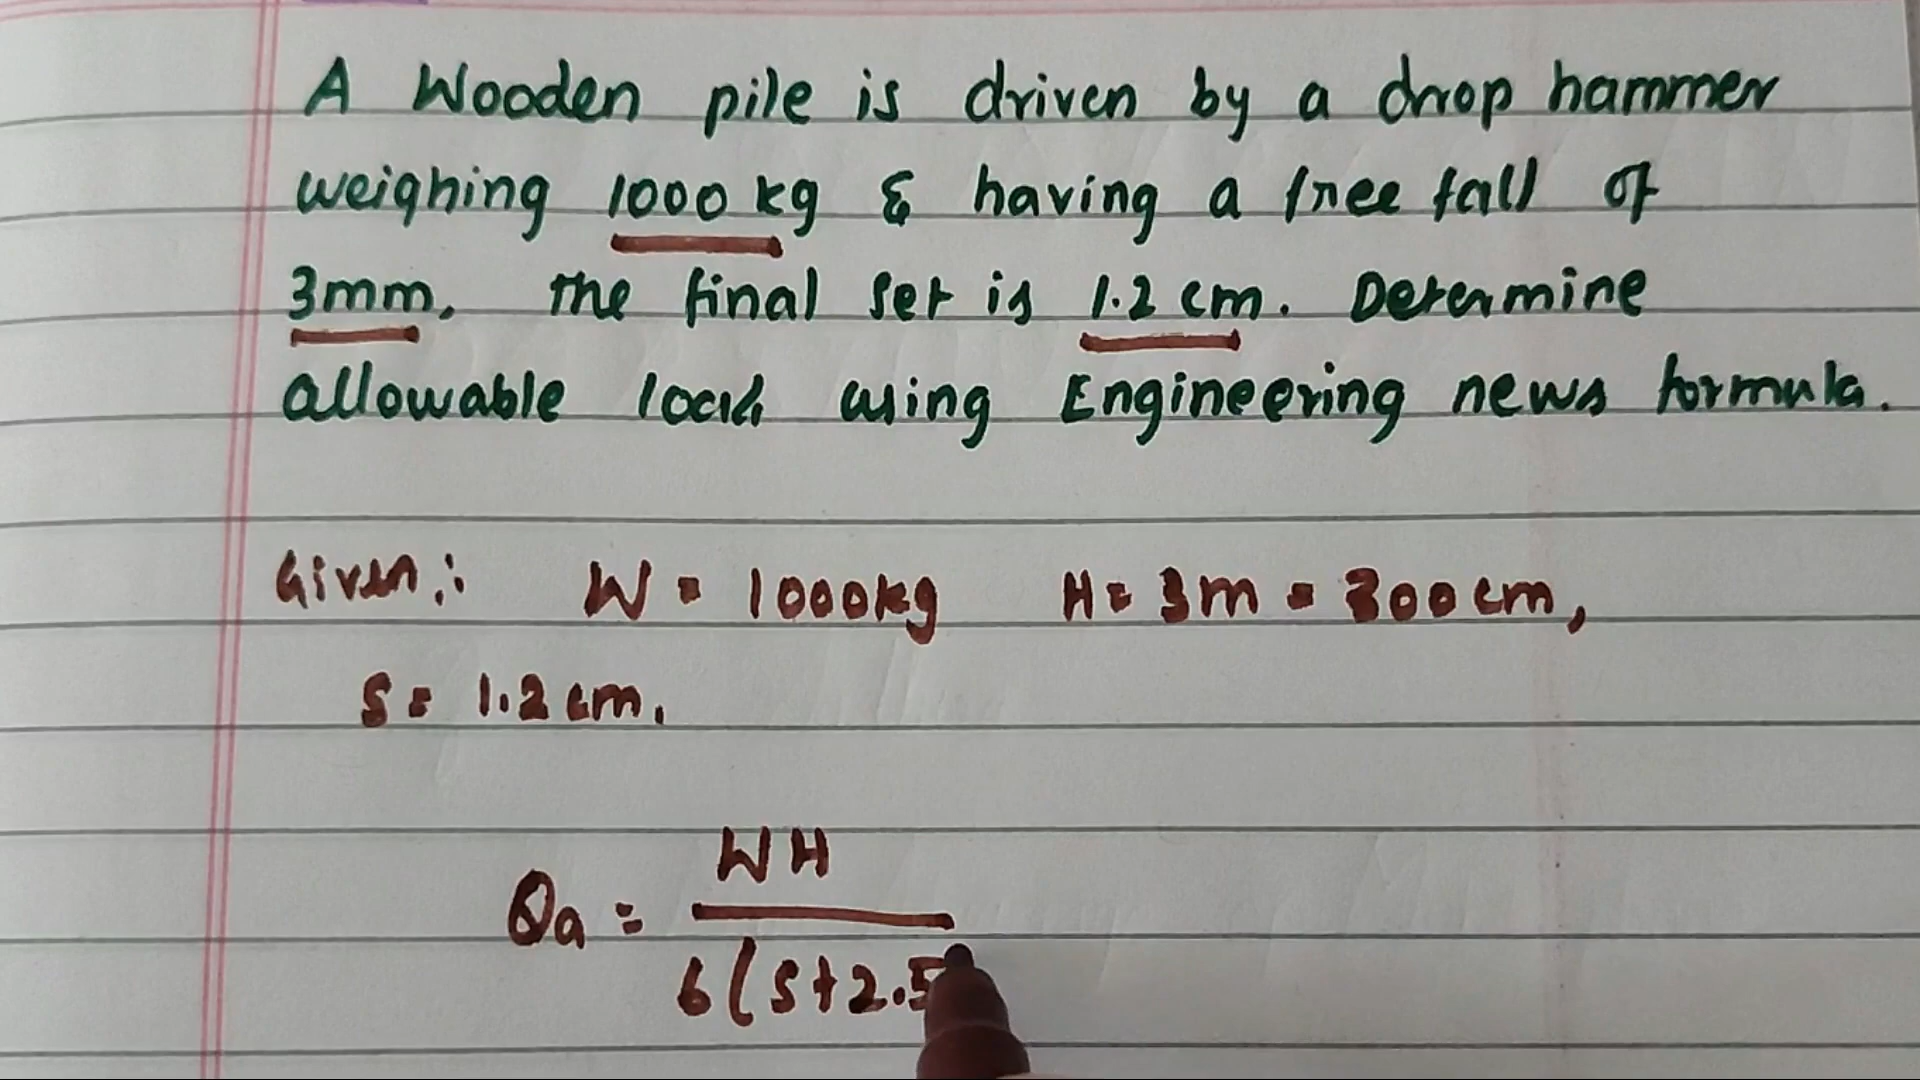 A Wooden pile is driven by a drop hammer
weighing 1000 kg & having a free fall of
3mm. the final set is 1.2 cm. Determine
allowable load using Engineering news formula.
Given:- W = 1000kg H = 3m = 300cm,
S = 1.2 cm.
Qa = WH
6(S+2.5